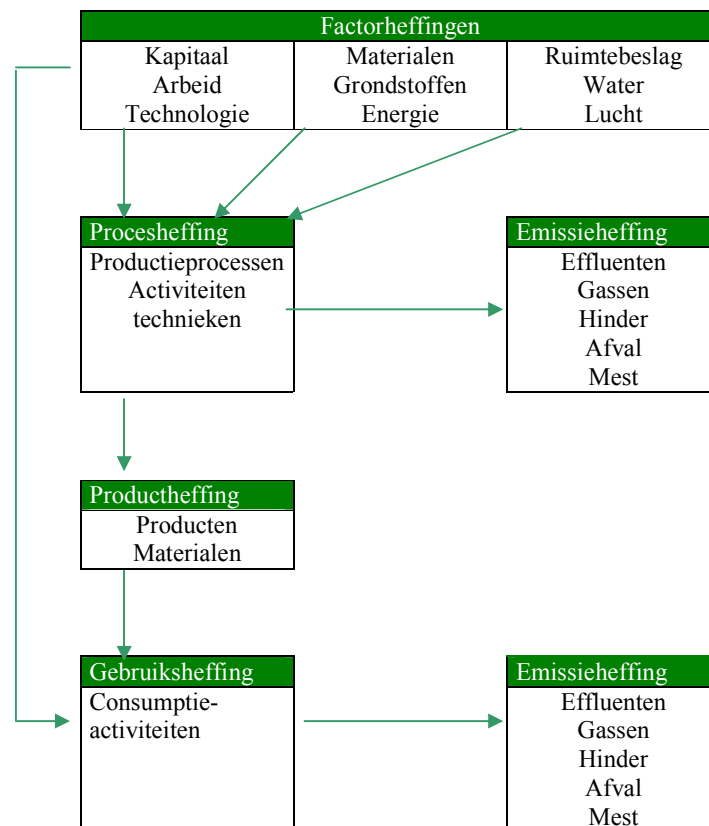 Factorheffingen
Kapitaal
Arbeid
Technologie
Materialen
Grondstoffen
Energie
Ruimtebeslag
Water
Lucht
Procesheffing
Productieprocessen
Activiteiten
technieken
Emissieheffing
Effluenten
Gassen
Hinder
Afval
Mest
Productheffing
Producten
Materialen
Gebruiksheffing
Consumptie-
activiteiten
Emissieheffing
Effluenten
Gassen
Hinder
Afval
Mest